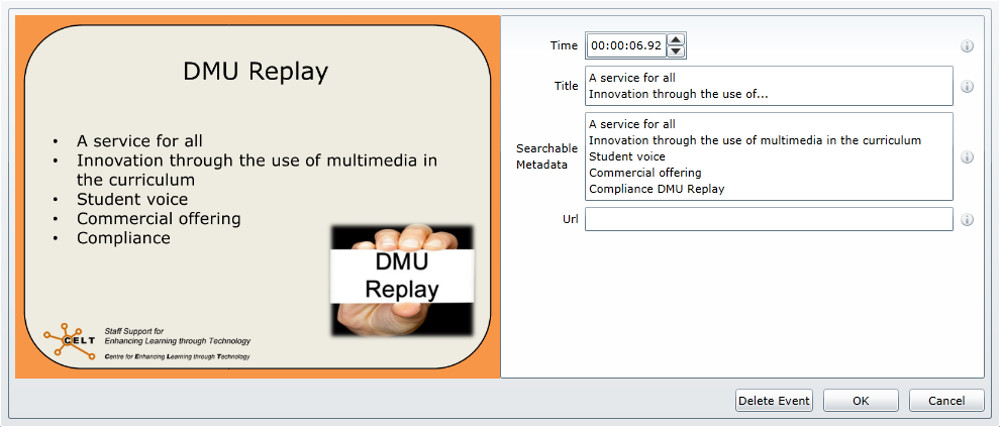 DMU Replay
• A service for all
• Innovation through the use of multimedia in
the curriculum
• Student voice
• Commercial offering
• Compliance
DMU
Replay
CELT
Staff Support for
Enhancing Learning through Technology
Centre for Enhancing Learning through Technology
Time
00:00:06.92
Title
A service for all
Innovation through the use of...
Searchable
Metadata
A service for all
Innovation through the use of multimedia in the curriculum
Student voice
Commercial offering
Compliance DMU Replay
Url
Delete Event
OK
Cancel